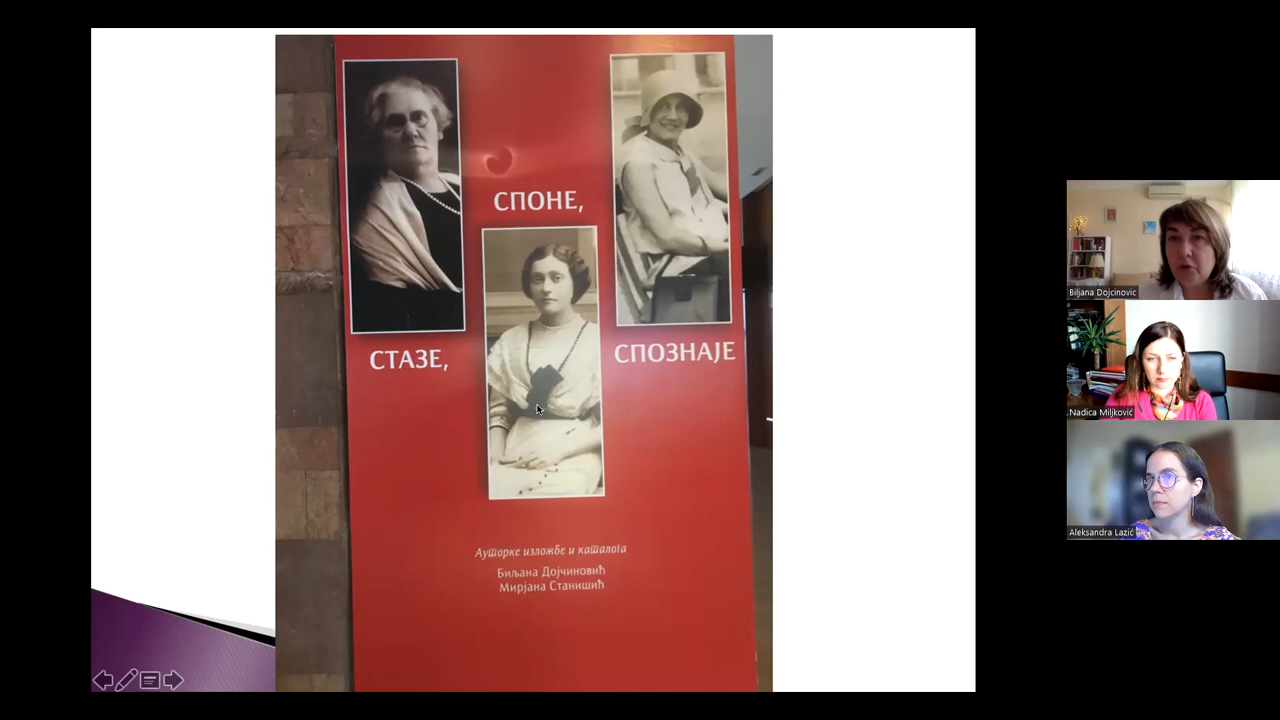 СПОНЕ,
СТАЗЕ,
СПОЗНАЈЕ
Ауторке изложбе и каталога
Биљана Дојчиновић
Мирјана Станишић
Biljana Dojcinovic
Nadica Miljković
Aleksandra Lazić